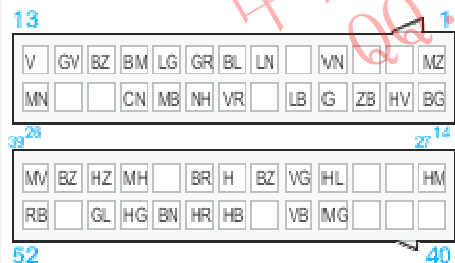 13 1
V GV BZ BM LG GR BL LN VN MZ
MN CN MB NH VR LB G ZB HV BG
39 28 27 14
MV BZ HZ MH BR H BZ VG HL HM
RB GL HG BN HR HB VB MG
52 40
QQ.